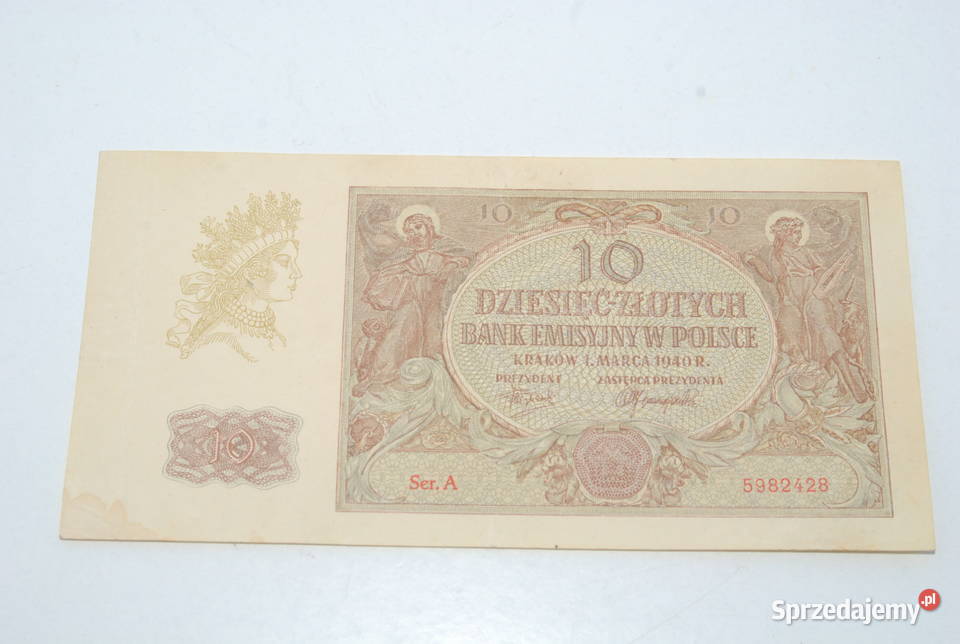 10 10
10
DZIESIĘĆ-ZŁOTYCH
BANK EMISYJNY W POLSCE
KRAKÓW 1. MARCA 1940 R.
PREZYDENT ZASTĘPCA PREZYDENTA
10
Ser. A 5982428
Sprzedajemy.pl